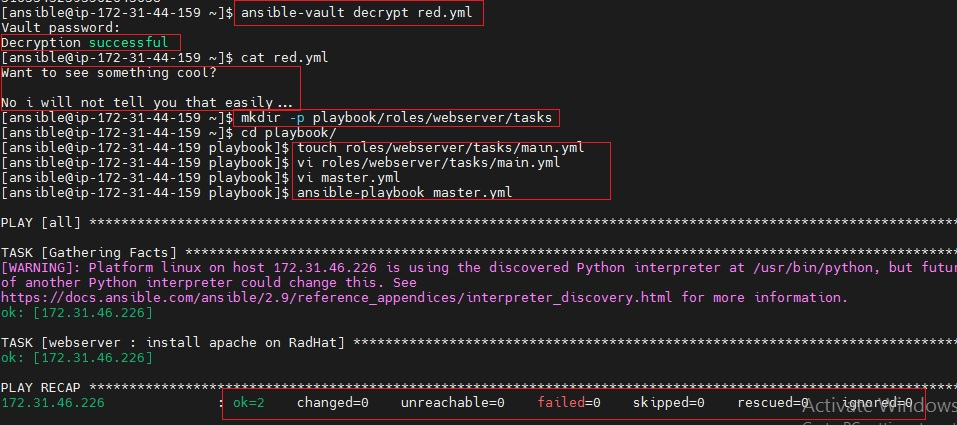 [ansible@ip-172-31-44-159 ~]$ ansible-vault decrypt red.yml
Vault password:
Decryption successful
[ansible@ip-172-31-44-159 ~]$ cat red.yml
Want to see something cool?
No i will not tell you that easily...
[ansible@ip-172-31-44-159 ~]$ mkdir -p playbook/roles/webserver/tasks
[ansible@ip-172-31-44-159 ~]$ cd playbook/
[ansible@ip-172-31-44-159 playbook]$ touch roles/webserver/tasks/main.yml
[ansible@ip-172-31-44-159 playbook]$ vi roles/webserver/tasks/main.yml
[ansible@ip-172-31-44-159 playbook]$ vi master.yml
[ansible@ip-172-31-44-159 playbook]$ ansible-playbook master.yml
PLAY [all] *************************************************************************************************************
TASK [Gathering Facts] *************************************************************************************************
[WARNING]: Platform linux on host 172.31.46.226 is using the discovered Python interpreter at /usr/bin/python, but futur
of another Python interpreter could change this. See
https://docs.ansible.com/ansible/2.9/reference_appendices/interpreter_discovery.html for more information.
ok: [172.31.46.226]
TASK [webserver : install apache on RadHat] ****************************************************************************
ok: [172.31.46.226]
PLAY RECAP *************************************************************************************************************
172.31.46.226 : ok=2 changed=0 unreachable=0 failed=0 skipped=0 rescued=0 ignored=0
Activate Windows